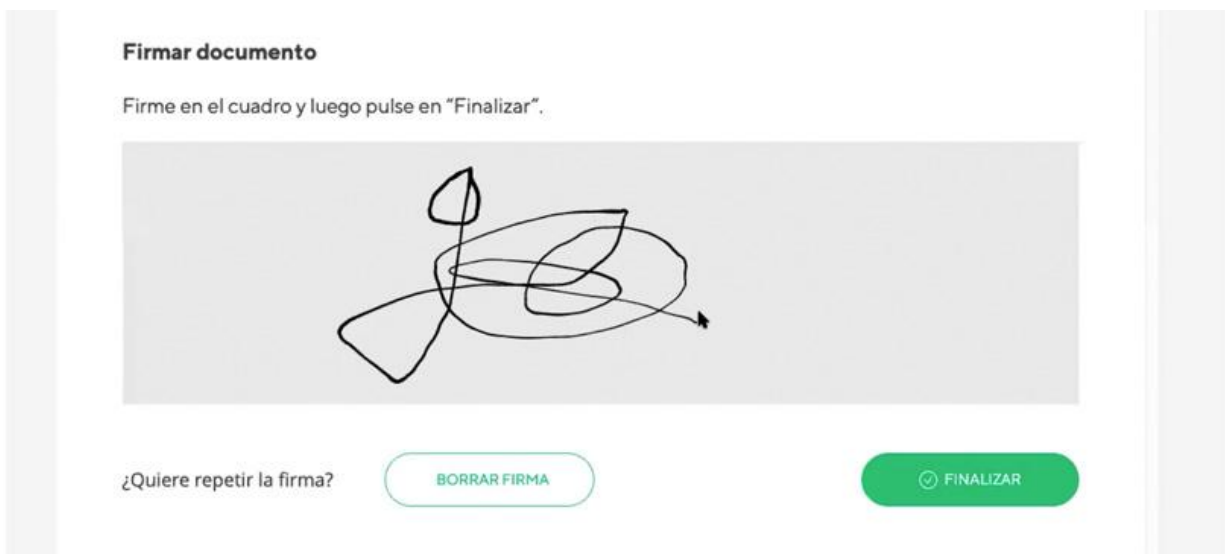 Firmar documento
Firme en el cuadro y luego pulse en “Finalizar”.
¿Quiere repetir la firma? BORRAR FIRMA FINALIZAR